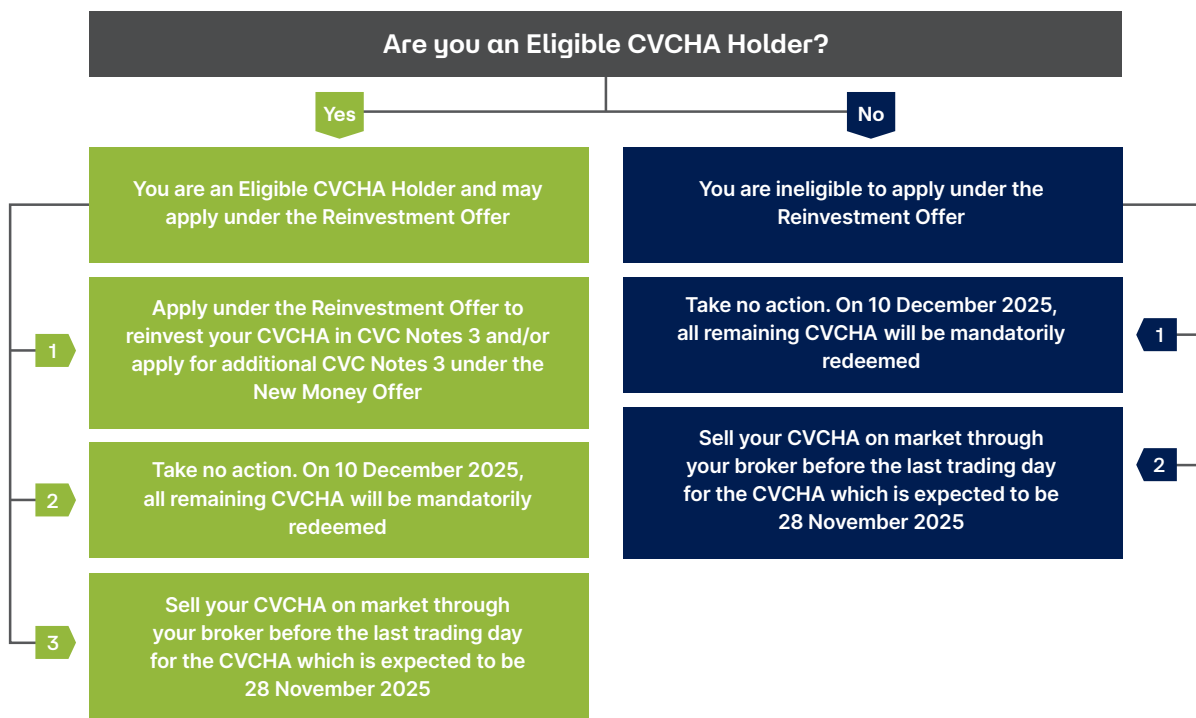 Are you an Eligible CVCHA Holder?
Yes
No
You are an Eligible CVCHA Holder and may
apply under the Reinvestment Offer
1
Apply under the Reinvestment Offer to
reinvest your CVCHA in CVC Notes 3 and/or
apply for additional CVC Notes 3 under the
New Money Offer
2
Take no action. On 10 December 2025,
all remaining CVCHA will be mandatorily
redeemed
3
Sell your CVCHA on market through
your broker before the last trading day
for the CVCHA which is expected to be
28 November 2025
You are ineligible to apply under the
Reinvestment Offer
Take no action. On 10 December 2025,
all remaining CVCHA will be mandatorily
redeemed
1
Sell your CVCHA on market through
your broker before the last trading day
for the CVCHA which is expected to be
28 November 2025
2